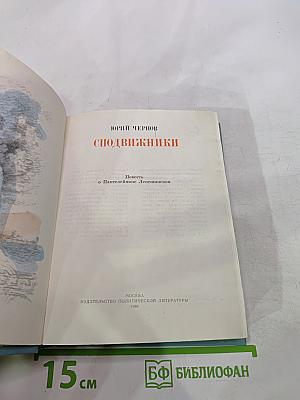 ЮРИЙ ЧЕРНОВ
СПОДВИЖНИКИ
Повесть
о Пантелеймоне Лепешинском
МОСКВА
ИЗДАТЕЛЬСТВО ПОЛИТИЧЕСКОЙ ЛИТЕРАТУРЫ
15 см
БФ БИБЛИОФАН